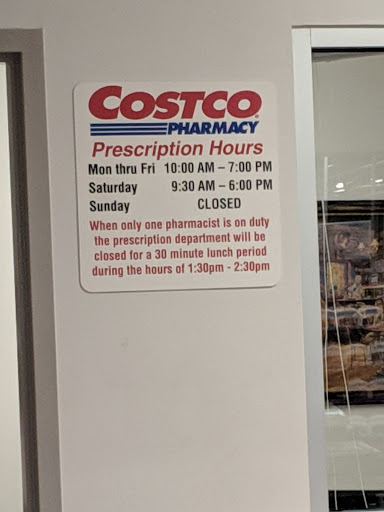 COSTCO
PHARMACY
Prescription Hours
Mon thru Fri 10:00 AM – 7:00 PM
Saturday 9:30 AM – 6:00 PM
Sunday CLOSED
When only one pharmacist is on duty
the prescription department will be
closed for a 30 minute lunch period
during the hours of 1:30pm - 2:30pm